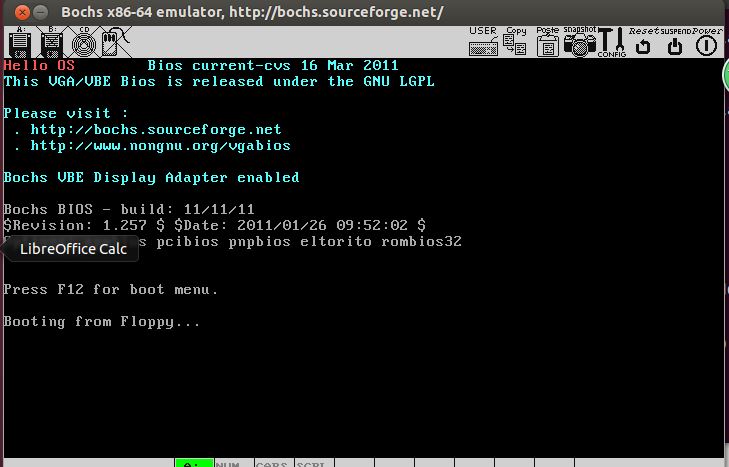 Bochs x86-64 emulator, http://bochs.sourceforge.net/
A: B: CD USER Copy Paste snapshot CONFIG Reset SUSPEND Power
Hello OS Bios current-cvs 16 Mar 2011
This VGA/VBE Bios is released under the GNU LGPL
Please visit :
. http://bochs.sourceforge.net
. http://www.nongnu.org/vgabios
Bochs VBE Display Adapter enabled
Bochs BIOS - build: 11/11/11
$Revision: 1.257 $ $Date: 2011/01/26 09:52:02 $
pcibios pnpbios eltorito rombios32
LibreOffice Calc
Press F12 for boot menu.
Booting from Floppy...
A: NUM CAPS SCRL